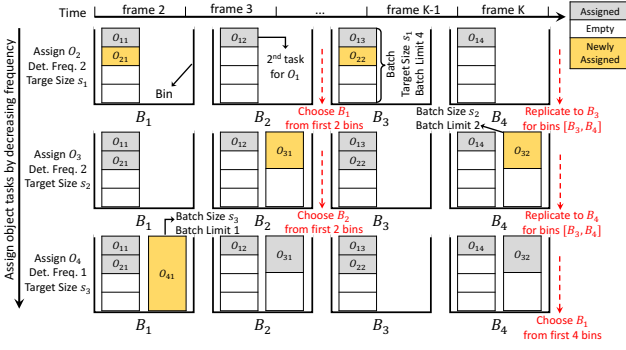 Time
frame 2
frame 3
...
frame K-1
frame K
Assigned
Empty
Newly
Assigned
Assign object tasks by decreasing frequency
Assign O2
Det. Freq. 2
Targe Size s1
O11
O21
Bin
B1
O12
2nd task
for O1
B2
Choose B1
from first 2 bins
O13
O22
Batch
Target Size s1
Batch Limit 4
B3
O14
B4
Replicate to B3
for bins [B3, B4]
Assign O3
Det. Freq. 2
Target Size s2
O11
O21
B1
O12
O31
B2
Choose B2
from first 2 bins
O13
O22
B3
Batch Size s2
Batch Limit 2
O14
O32
B4
Replicate to B4
for bins [B3, B4]
Assign O4
Det. Freq. 1
Target Size s3
Batch Size s3
Batch Limit 1
O11
O21
O41
B1
O12
O31
B2
O13
O22
B3
O14
O32
B4
Choose B1
from first 4 bins